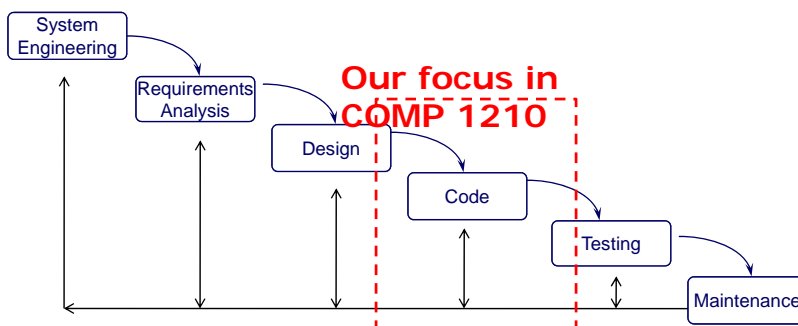 System
Engineering
Our focus in
COMP 1210
Requirements
Analysis
Design
Code
Testing
Maintenance